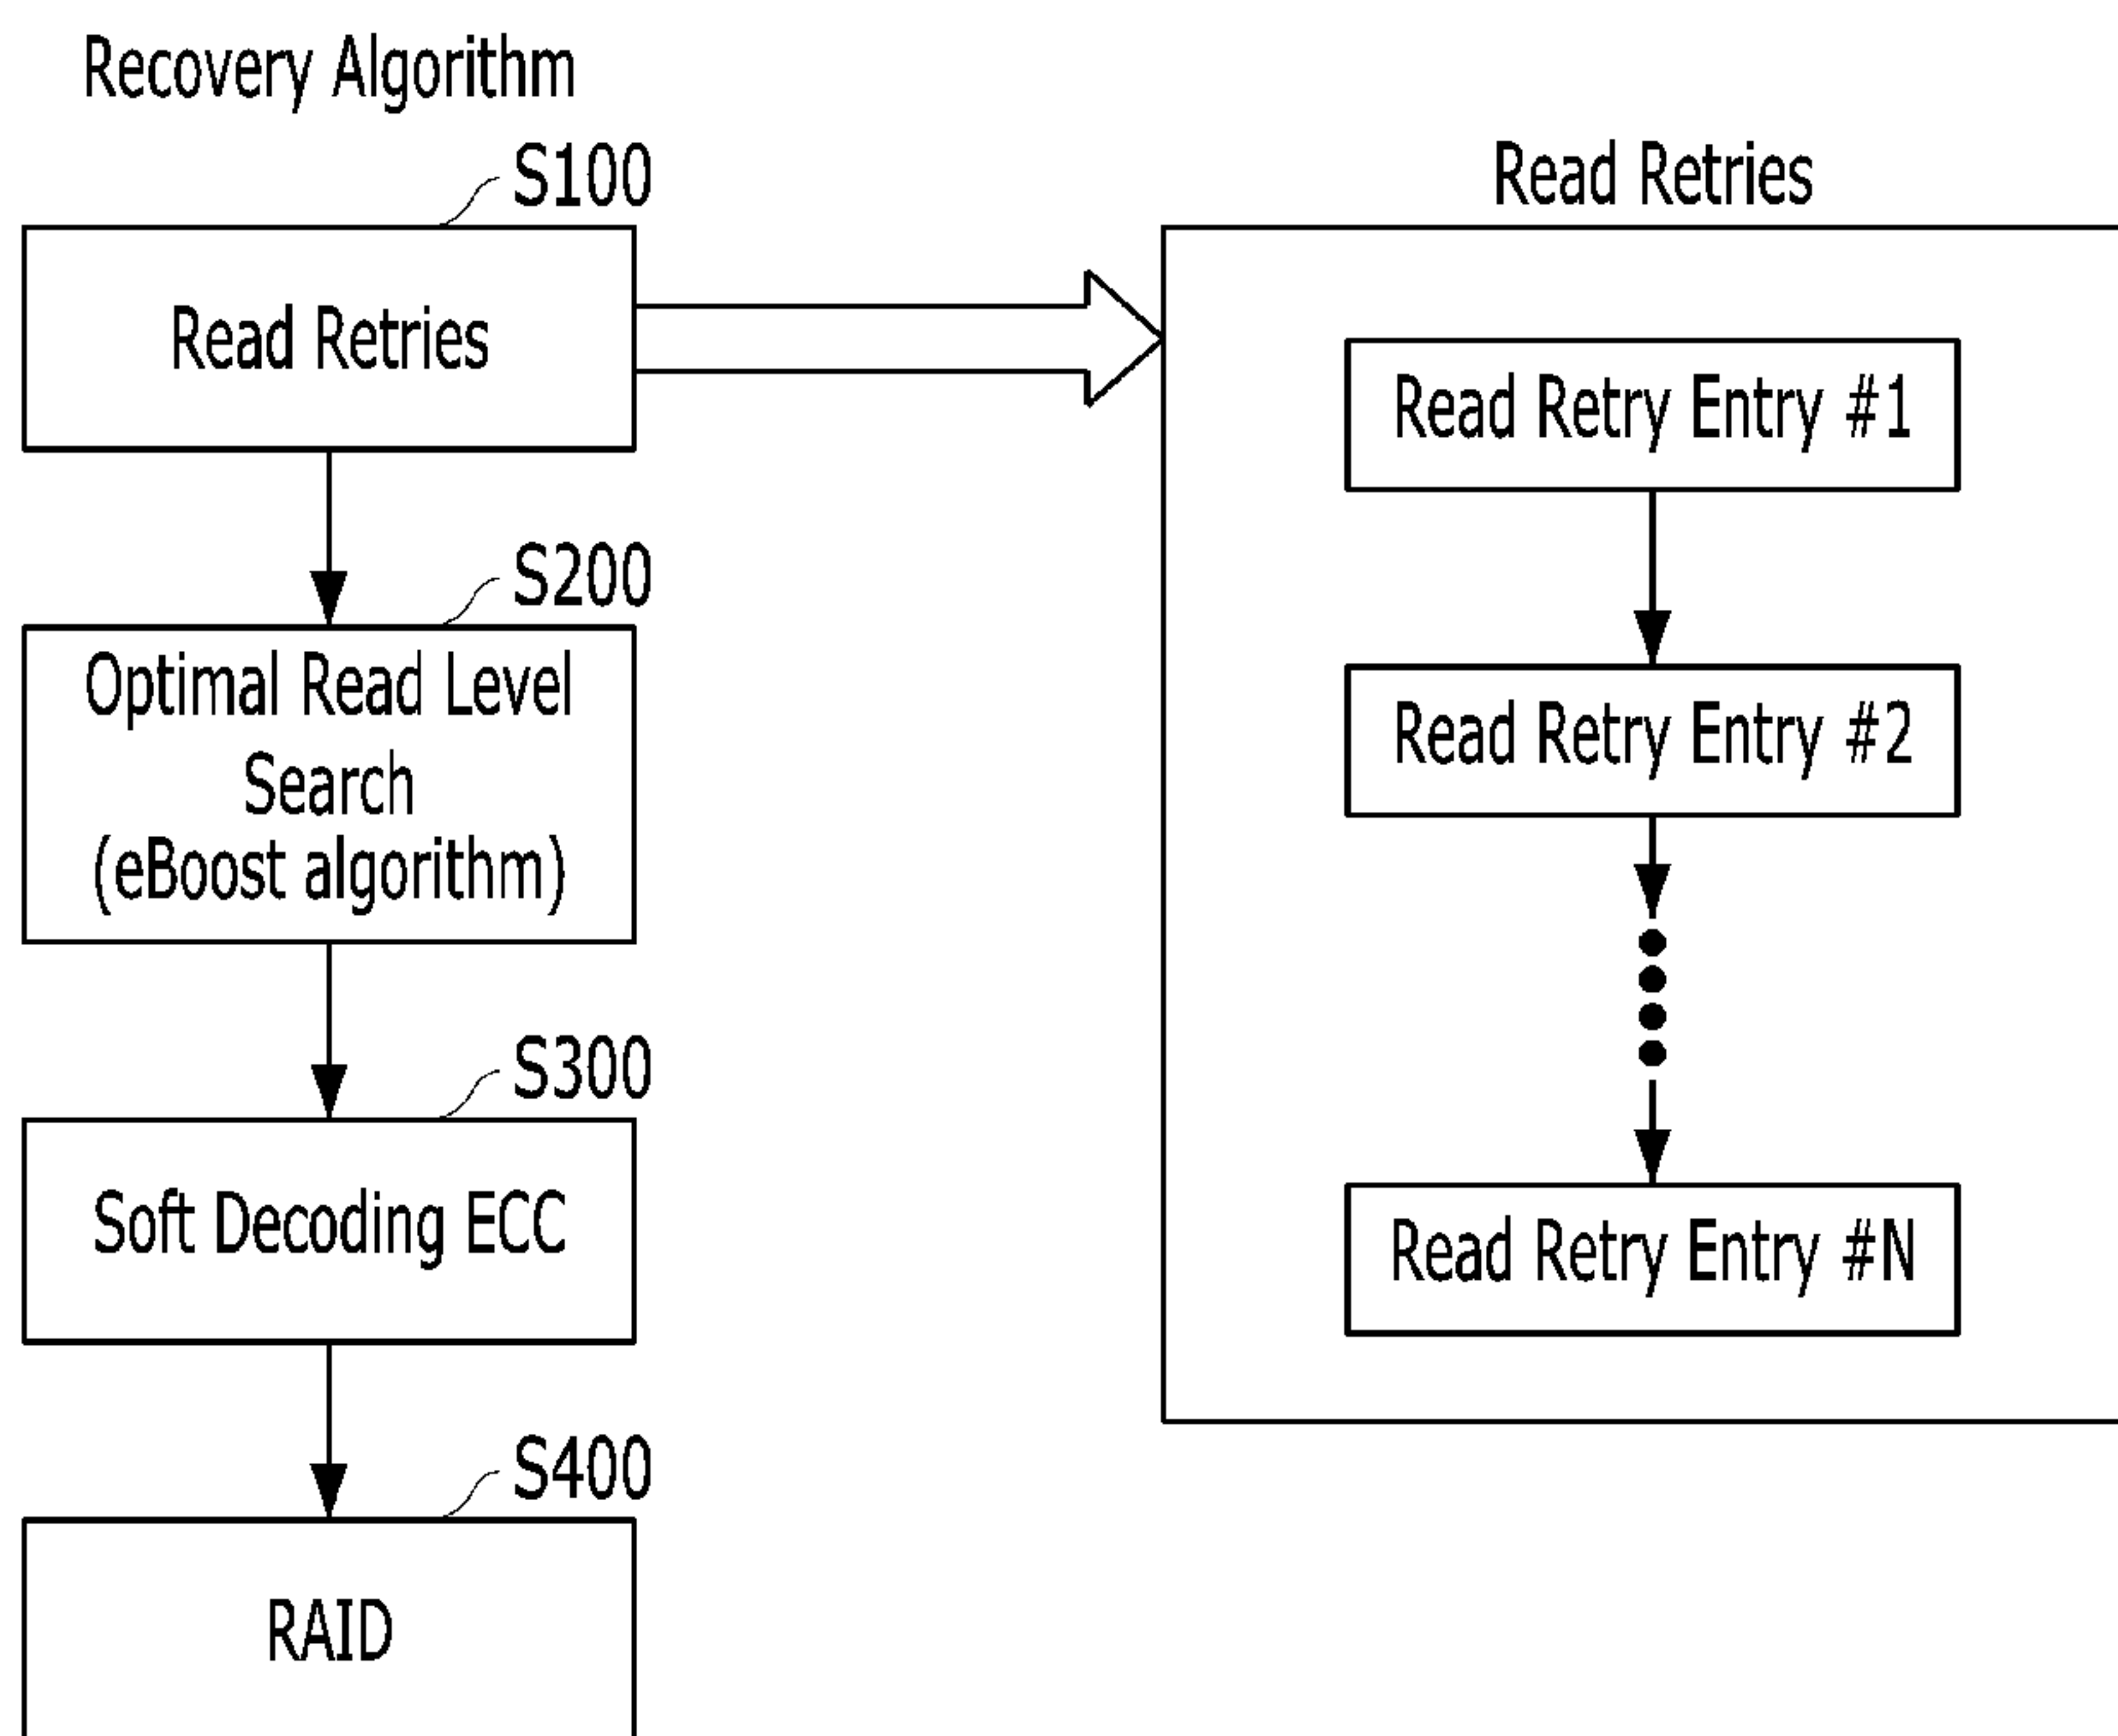 Recovery Algorithm
S100
Read Retries
S200
Optimal Read Level
Search
(eBoost algorithm)
S300
Soft Decoding ECC
S400
RAID
Read Retries
Read Retry Entry #1
Read Retry Entry #2
Read Retry Entry #N